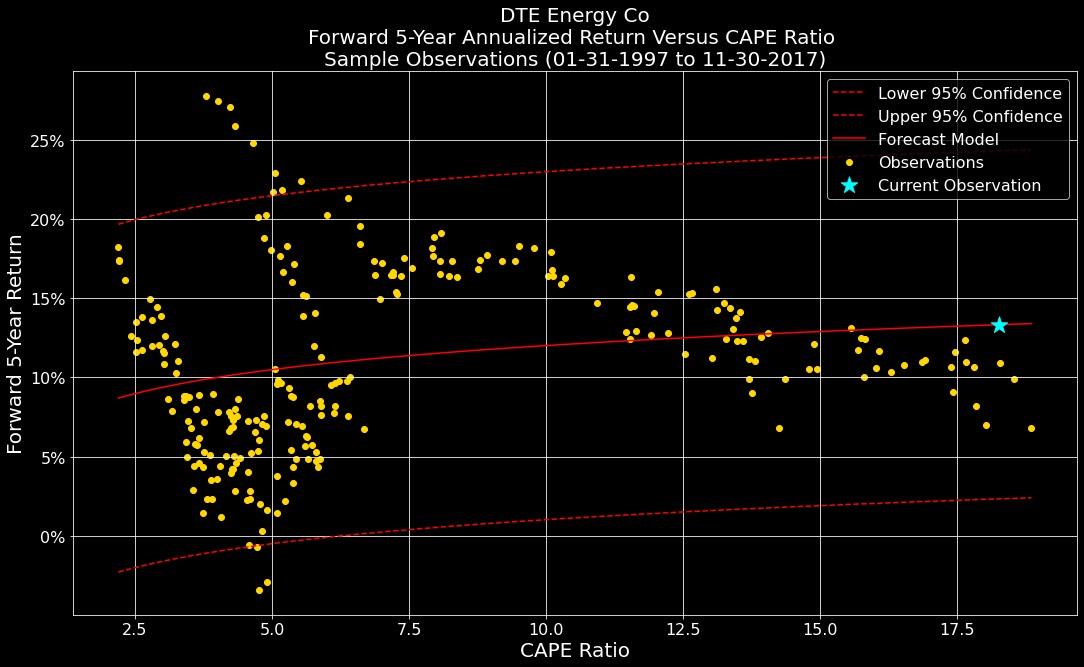 DTE Energy Co
Forward 5-Year Annualized Return Versus CAPE Ratio
Sample Observations (01-31-1997 to 11-30-2017)
Lower 95% Confidence
Upper 95% Confidence
Forecast Model
Observations
Current Observation
Forward 5-Year Return
25%
20%
15%
10%
5%
0%
2.5 5.0 7.5 10.0 12.5 15.0 17.5
CAPE Ratio